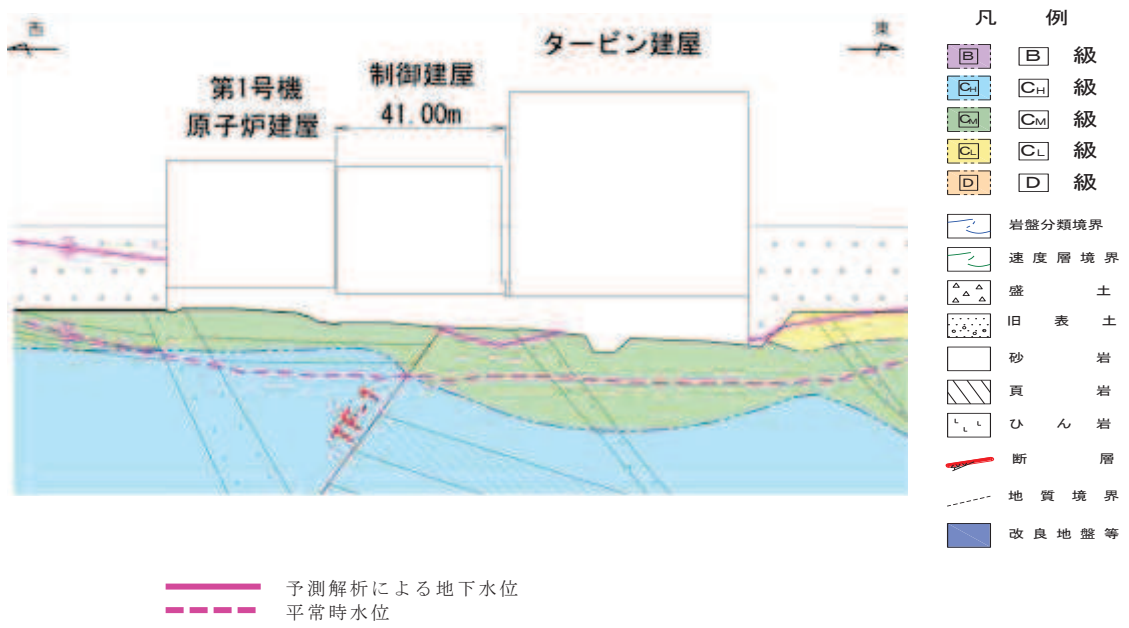 西
東
タービン建屋
制御建屋
41.00m
第1号機
原子炉建屋
TF-1
凡 例
B B 級
CH CH 級
CM CM 級
CL CL 級
D D 級
岩盤分類境界
速度層境界
盛土
旧表土
砂岩
頁岩
ひん岩
断層
地質境界
改良地盤等
予測解析による地下水位
平常時水位